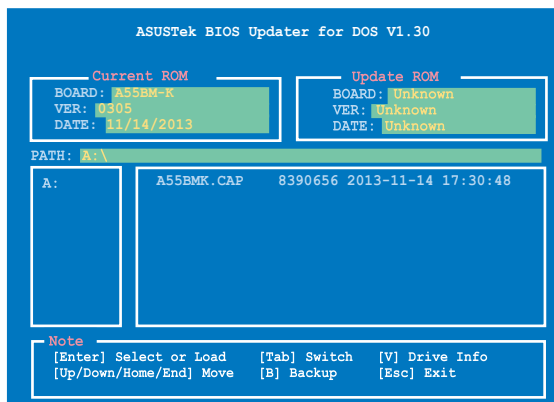 ASUSTek BIOS Updater for DOS V1.30
Current ROM
BOARD: A55BM-K
VER: 0305
DATE: 11/14/2013
Update ROM
BOARD: Unknown
VER: Unknown
DATE: Unknown
PATH: A:\
A:
A55BMK.CAP 8390656 2013-11-14 17:30:48
Note
[Enter] Select or Load [Tab] Switch [V] Drive Info
[Up/Down/Home/End] Move [B] Backup [Esc] Exit